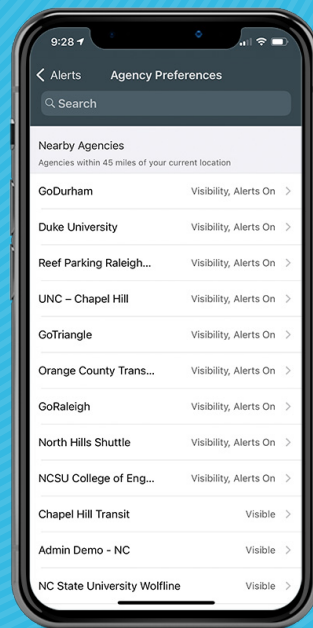 9:28
Alerts
Agency Preferences
Search
Nearby Agencies
Agencies within 45 miles of your current location
GoDurham Visibility, Alerts On
Duke University Visibility, Alerts On
Reef Parking Raleigh... Visibility, Alerts On
UNC – Chapel Hill Visibility, Alerts On
GoTriangle Visibility, Alerts On
Orange County Trans... Visibility, Alerts On
GoRaleigh Visibility, Alerts On
North Hills Shuttle Visibility, Alerts On
NCSU College of Eng... Visibility, Alerts On
Chapel Hill Transit Visible
Admin Demo - NC Visible
NC State University Wolfline Visible